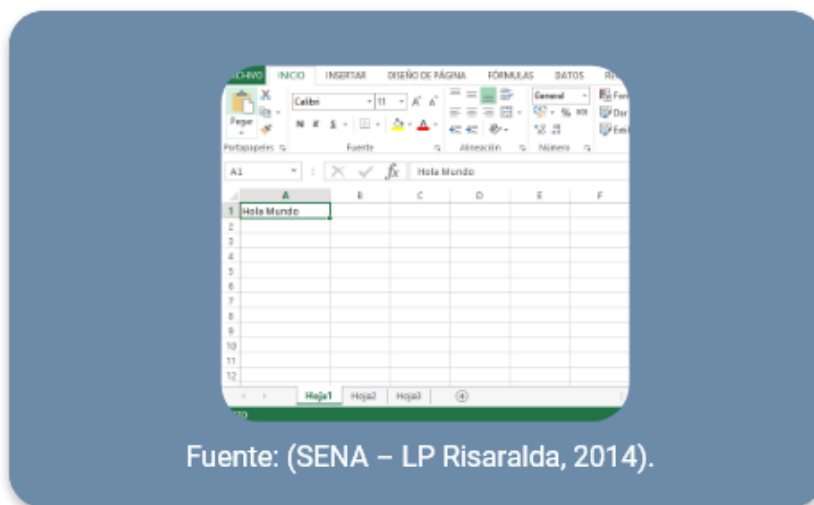 INICIO INSERTAR DISEÑO DE PÁGINA FÓRMULAS DATOS
Calibri 11 General
Pegar N K S % 000
Portapapeles Fuente Alineación Número
A1 fx Hola Mundo
A B C D E F
1 Hola Mundo
2
3
4
5
6
7
8
9
10
11
12
Hoja1 Hoja2 Hoja3
Fuente: (SENA – LP Risaralda, 2014).